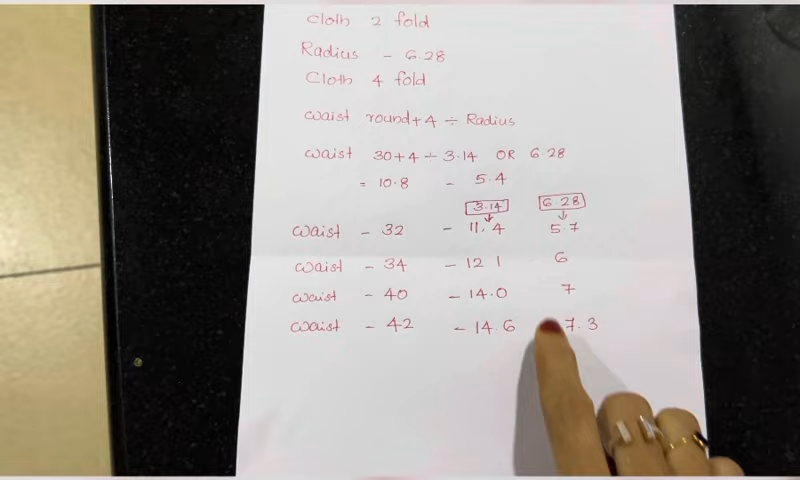 Cloth 2 fold
Radius - 6.28
Cloth 4 fold
Waist round + 4 ÷ Radius
Waist 30+4 ÷ 3.14 OR 6.28
= 10.8 - 5.4
3.14 6.28
Waist - 32 - 11.4 5.7
Waist - 34 - 12 1 6
Waist - 40 - 14.0 7
Waist - 42 - 14.6 7.3